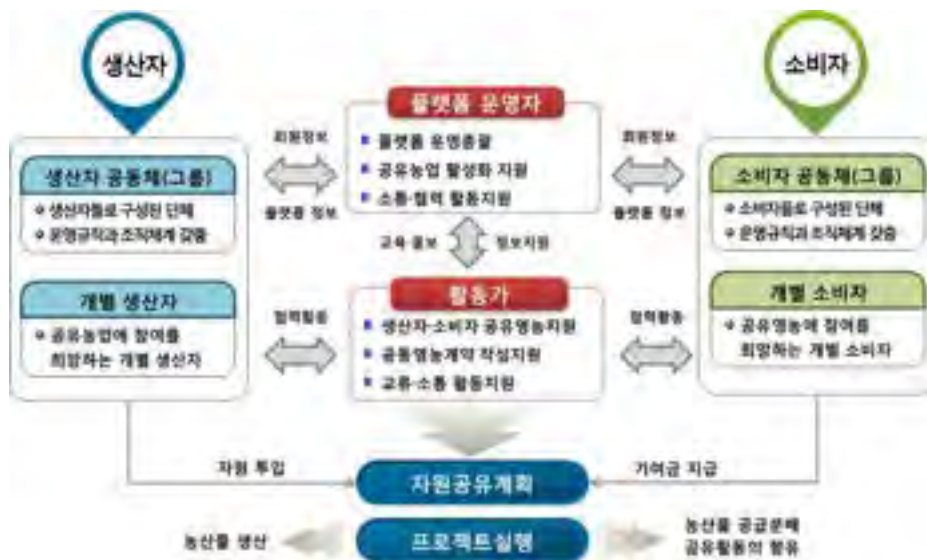 생산자
소비자
플랫폼 운영자
플랫폼 운영총괄
공유농업 활성화 지원
소통·협력 활동지원
회원정보
플랫폼 정보
회원정보
플랫폼 정보
생산자 공동체(그룹)
생산자들로 구성된 단체
운영규칙과 조직체계 갖춤
소비자 공동체(그룹)
소비자들로 구성된 단체
운영규칙과 조직체계 갖춤
교육·홍보
정보지원
개별 생산자
공유농업에 참여를
희망하는 개별 생산자
협력활동
활동가
생산자·소비자 공유영농지원
공동영농계약 작성지원
교류·소통 활동지원
협력활동
개별 소비자
공유영농에 참여를
희망하는 개별 소비자
자원 투입
자원공유계획
기여금 지급
농산물 생산
프로젝트실행
농산물 공급분배
공유활동의 향유